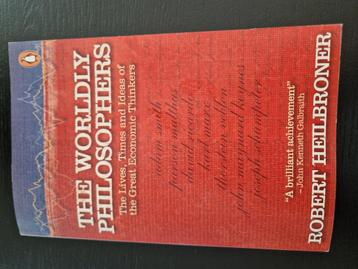 THE WORLDLY
PHILOSOPHERS
The Lives, Times and Ideas of
the Great Economic Thinkers
adam smith
parson malthus
david ricardo
karl marx
thorstein veblen
john maynard keynes
joseph schumpeter
"A brilliant achievement"
– John Kenneth Galbraith
ROBERT HEILBRONER